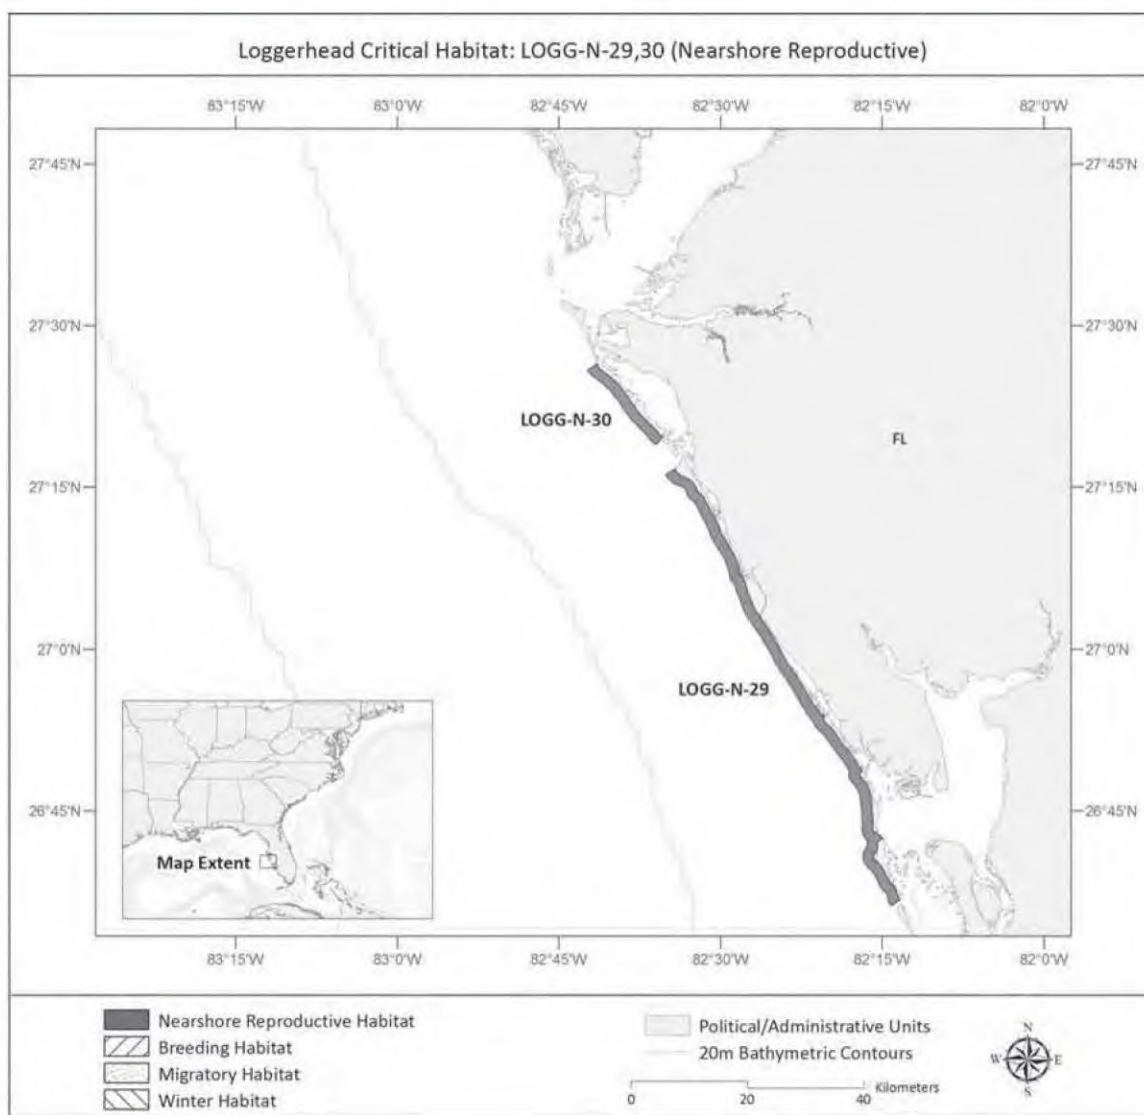 Loggerhead Critical Habitat: LOGG-N-29,30 (Nearshore Reproductive)
83°15'W 83°0'W 82°45'W 82°30'W 82°15'W 82°0'W
27°45'N 27°45'N
27°30'N 27°30'N
LOGG-N-30
FL
27°15'N 27°15'N
27°0'N 27°0'N
LOGG-N-29
26°45'N 26°45'N
Map Extent
83°15'W 83°0'W 82°45'W 82°30'W 82°15'W 82°0'W
Nearshore Reproductive Habitat
Breeding Habitat
Migratory Habitat
Winter Habitat
Political/Administrative Units
20m Bathymetric Contours
Kilometers
0 20 40
N
W E
S